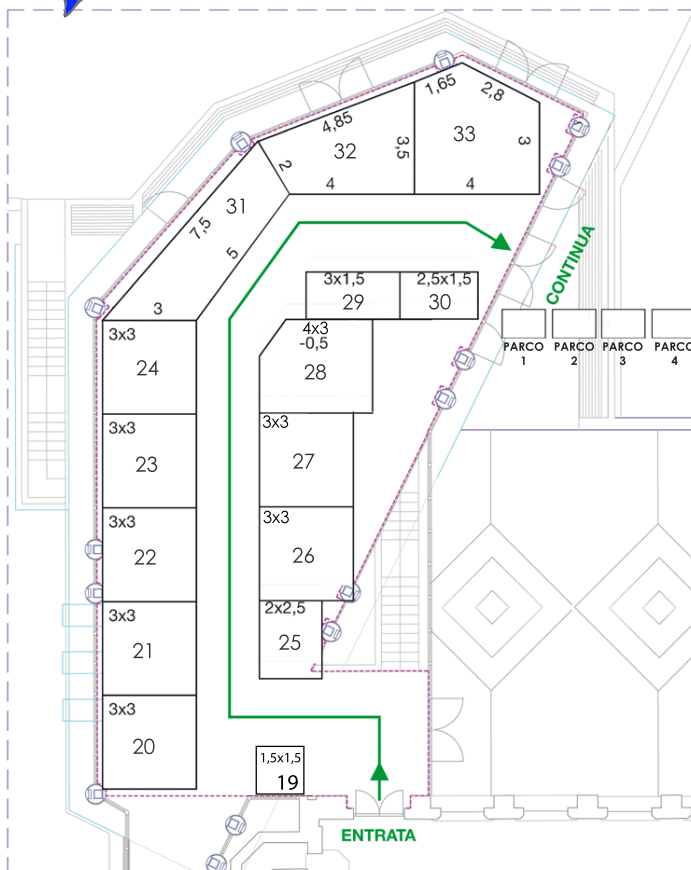 1,65
2,8
4,85
32
3,5
33
3
2
4
4
31
7,5
5
3
CONTINUA
3x1,5
29
2,5x1,5
30
PARCO
1
PARCO
2
PARCO
3
PARCO
4
3x3
24
4x3
-0,5
28
3x3
23
3x3
27
3x3
22
3x3
26
3x3
21
2x2,5
25
3x3
20
1,5x1,5
19
ENTRATA